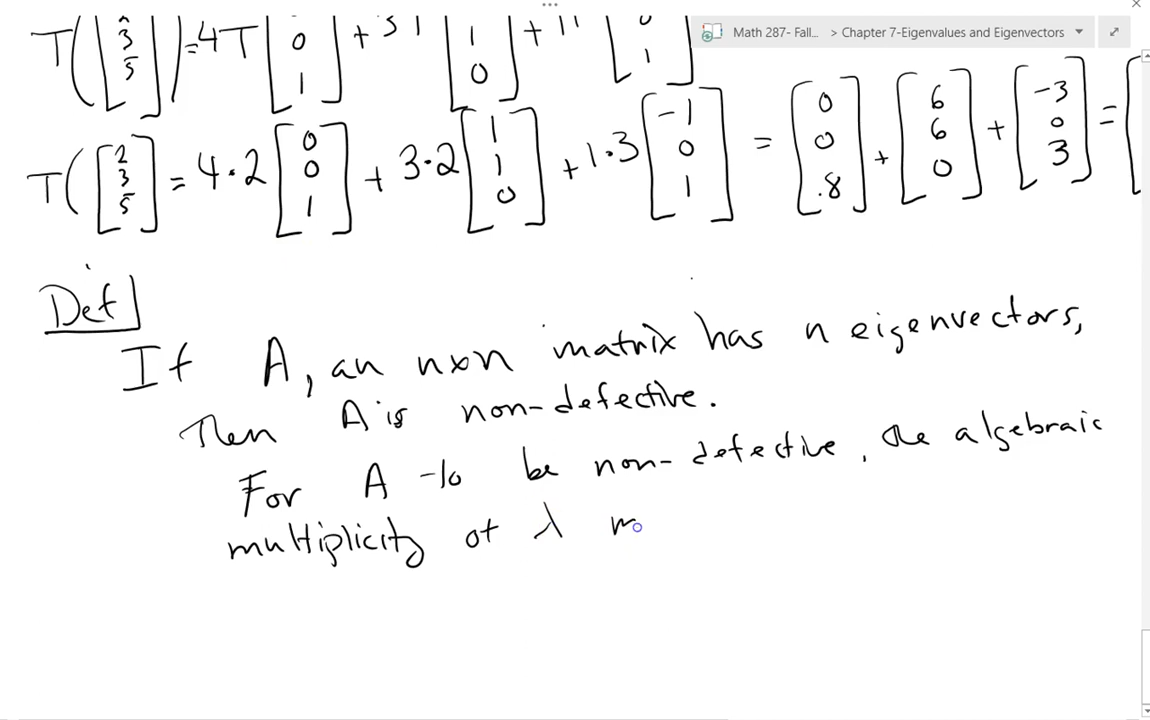 Math 287- Fall... > Chapter 7-Eigenvalues and Eigenvectors
T([2 3 5]) = 4T[0 0 1] + 3T[1 1 0] + 1T[-1 0 1]
T([2 3 5] = 4·2[0 0 1] + 3·2[1 1 0] + 1·3[-1 0 1] = [0 0 .8] + [6 6 0] + [-3 0 3] = [
Def
If A, an nxn matrix has n eigenvectors,
Then A is non-defective.
For A to be non-defective, the algebraic
multiplicity of λ